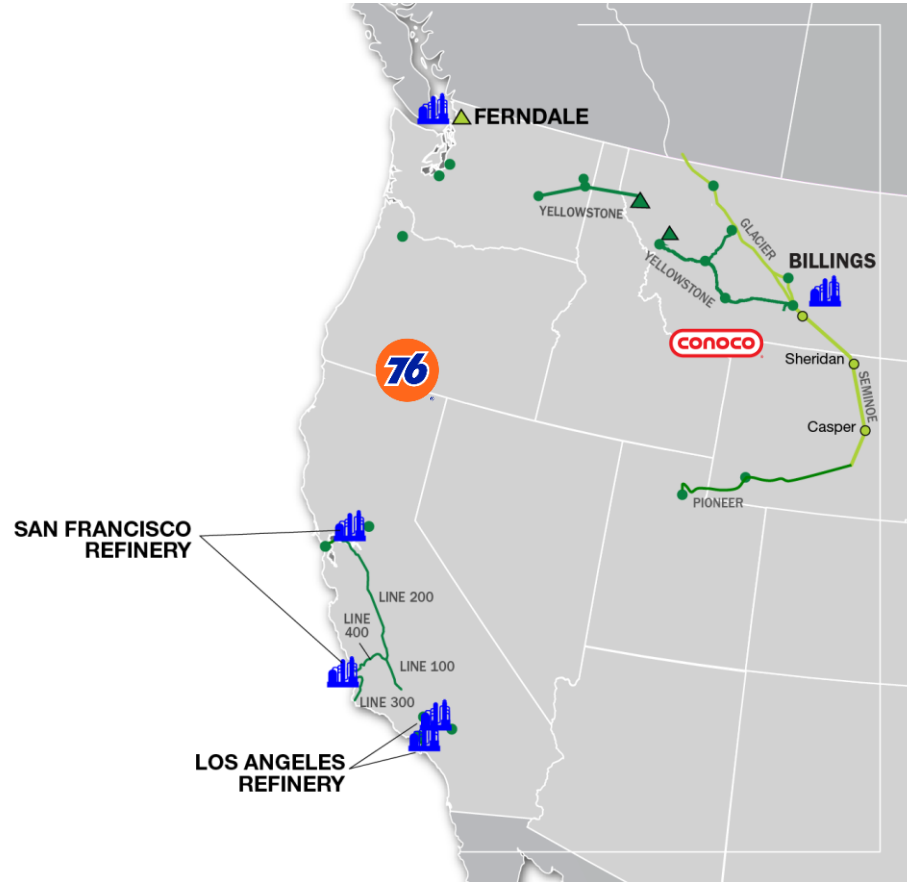 FERNDALE
YELLOWSTONE
GLACIER
BILLINGS
YELLOWSTONE
conoco
76
Sheridan
SEMINOE
Casper
PIONEER
SAN FRANCISCO
REFINERY
LINE 200
LINE
400
LINE 100
LINE 300
LOS ANGELES
REFINERY